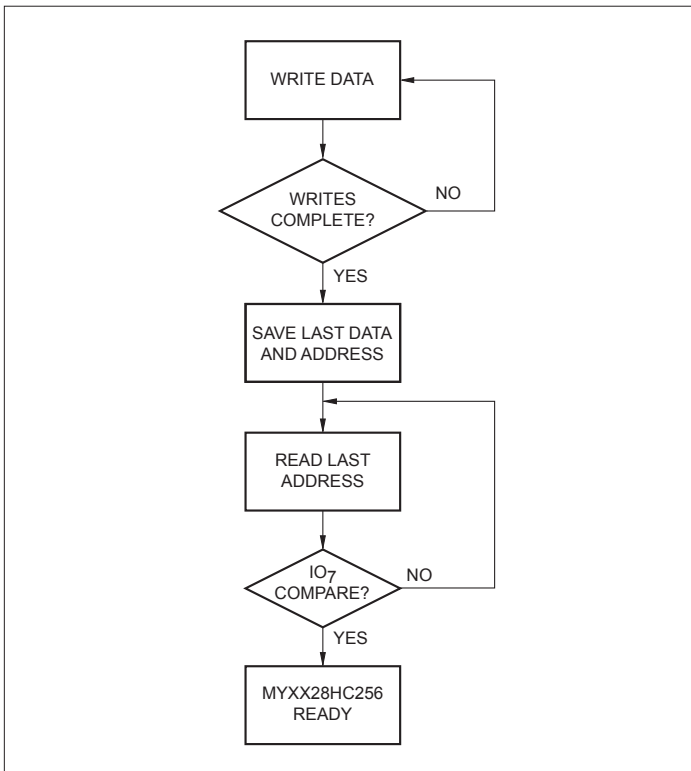 WRITE DATA
WRITES
COMPLETE?
NO
YES
SAVE LAST DATA
AND ADDRESS
READ LAST
ADDRESS
IO₇
COMPARE?
NO
YES
MYXX28HC256
READY